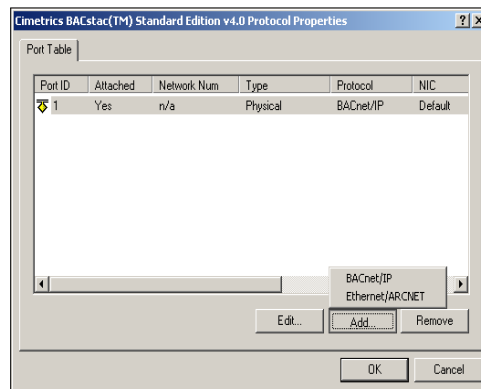 Cimetrics BACstac(TM) Standard Edition v4.0 Protocol Properties
Port Table
Port ID Attached Network Num Type Protocol NIC
1 Yes n/a Physical BACnet/IP Default
BACnet/IP
Ethernet/ARCNET
Edit... Add... Remove
OK Cancel